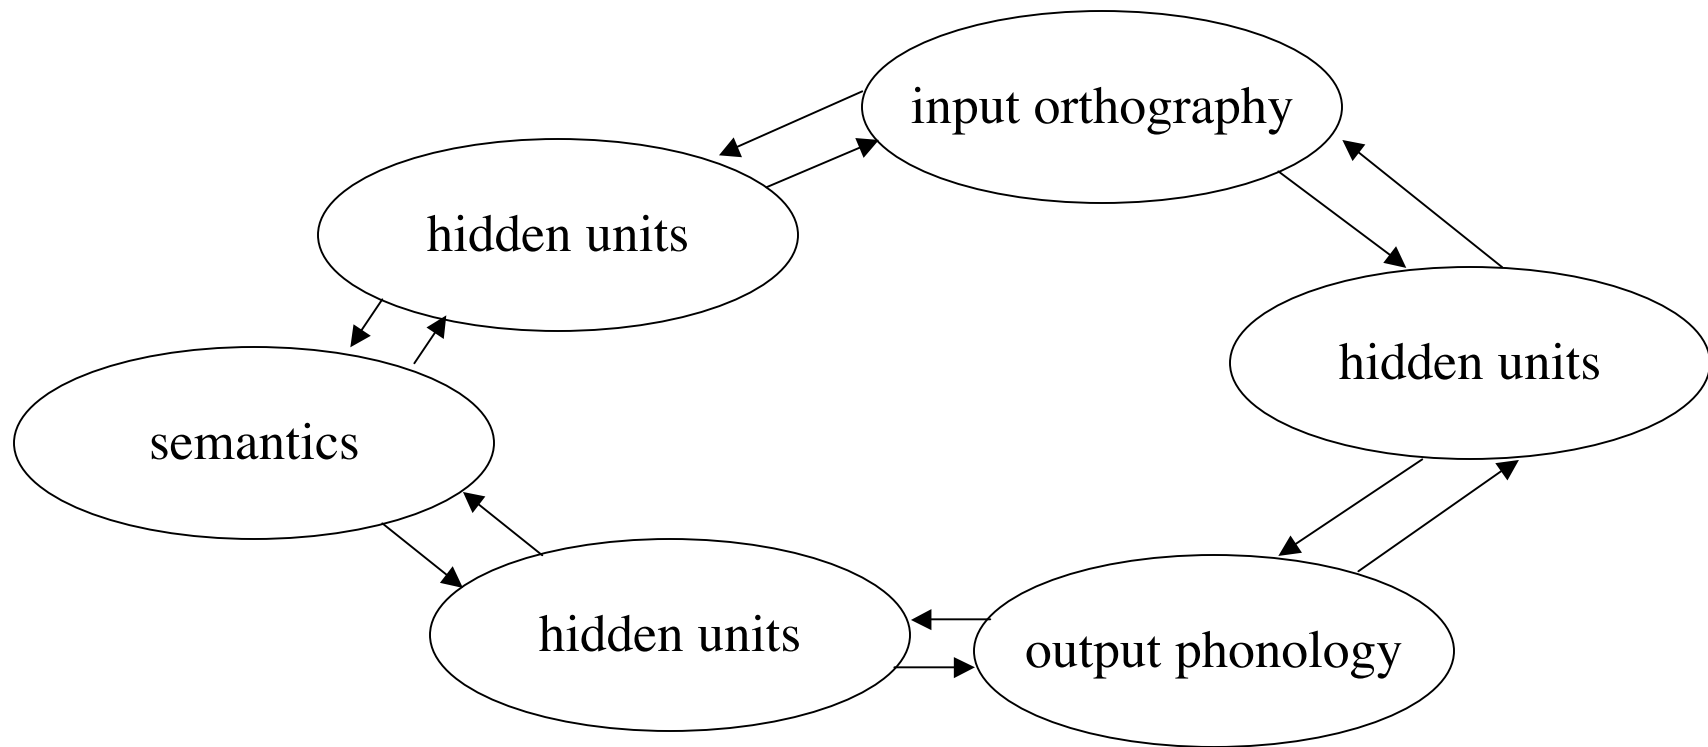 input orthography
hidden units
hidden units
semantics
hidden units
output phonology